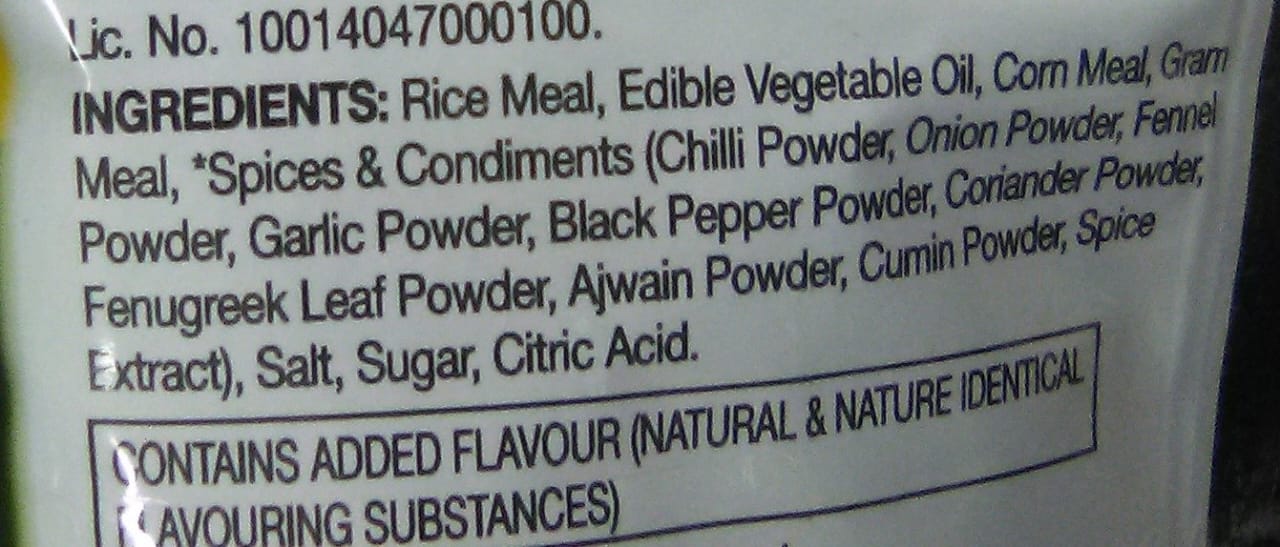 Lic. No. 10014047000100.
INGREDIENTS: Rice Meal, Edible Vegetable Oil, Corn Meal, Gram
Meal, *Spices & Condiments (Chilli Powder, Onion Powder, Fennel
Powder, Garlic Powder, Black Pepper Powder, Coriander Powder,
Fenugreek Leaf Powder, Ajwain Powder, Cumin Powder, Spice
Extract), Salt, Sugar, Citric Acid.
CONTAINS ADDED FLAVOUR (NATURAL & NATURE IDENTICAL
FLAVOURING SUBSTANCES)